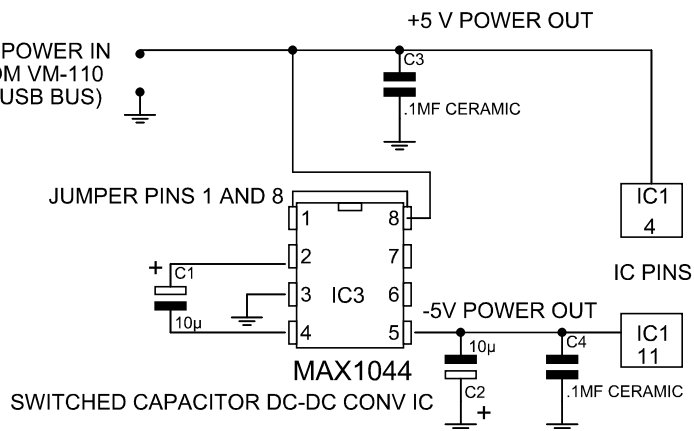 +5 V POWER OUT
POWER IN
OM VM-110
USB BUS)
C3
.1MF CERAMIC
JUMPER PINS 1 AND 8
1
8
IC1
4
2
7
+
C1
IC PINS
3
IC3
6
-5V POWER OUT
10µ
4
5
IC1
11
10µ
C4
MAX1044
C2
.1MF CERAMIC
SWITCHED CAPACITOR DC-DC CONV IC
+